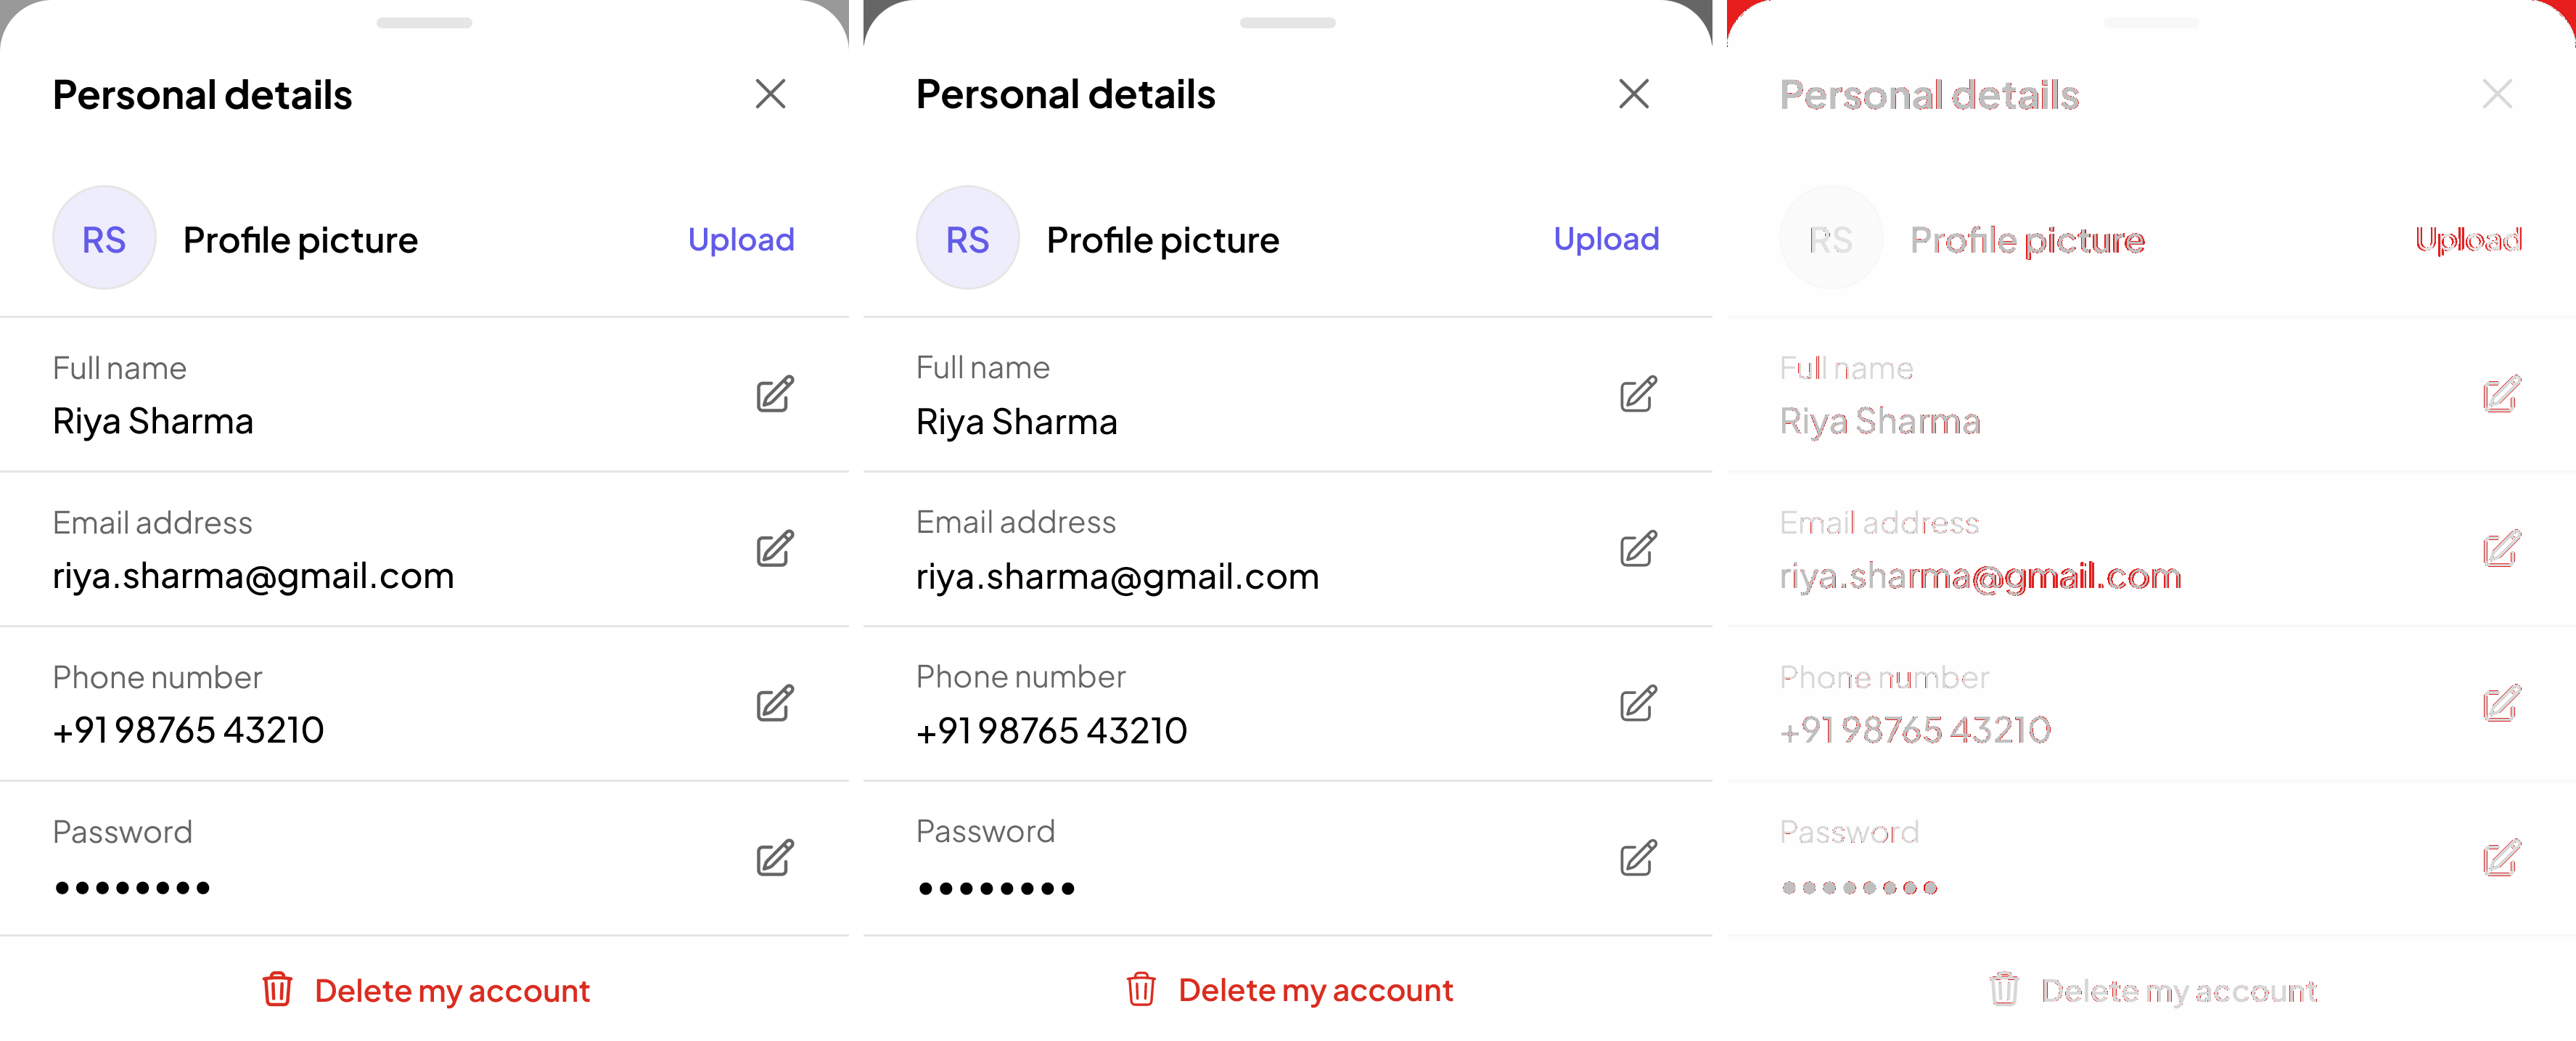 Personal details
RS
Profile picture
Upload
Full name
Riya Sharma
Email address
riya.sharma@gmail.com
Phone number
+91 98765 43210
Password
••••••••
Delete my account
Personal details
RS
Profile picture
Upload
Full name
Riya Sharma
Email address
riya.sharma@gmail.com
Phone number
+91 98765 43210
Password
••••••••
Delete my account
Personal details
RS
Profile picture
Upload
Full name
Riya Sharma
Email address
riya.sharma@gmail.com
Phone number
+91 98765 43210
Password
••••••••
Delete my account